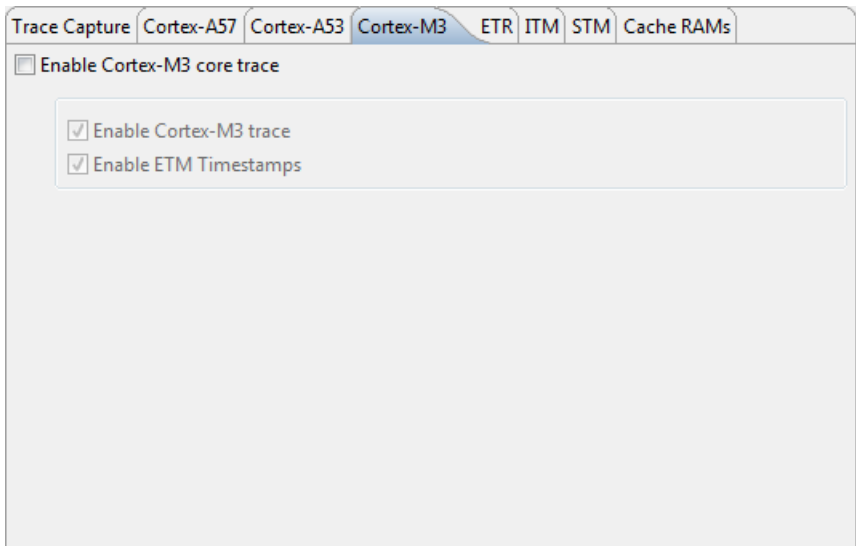 Trace Capture Cortex-A57 Cortex-A53 Cortex-M3 ETR ITM STM Cache RAMs
Enable Cortex-M3 core trace
Enable Cortex-M3 trace
Enable ETM Timestamps